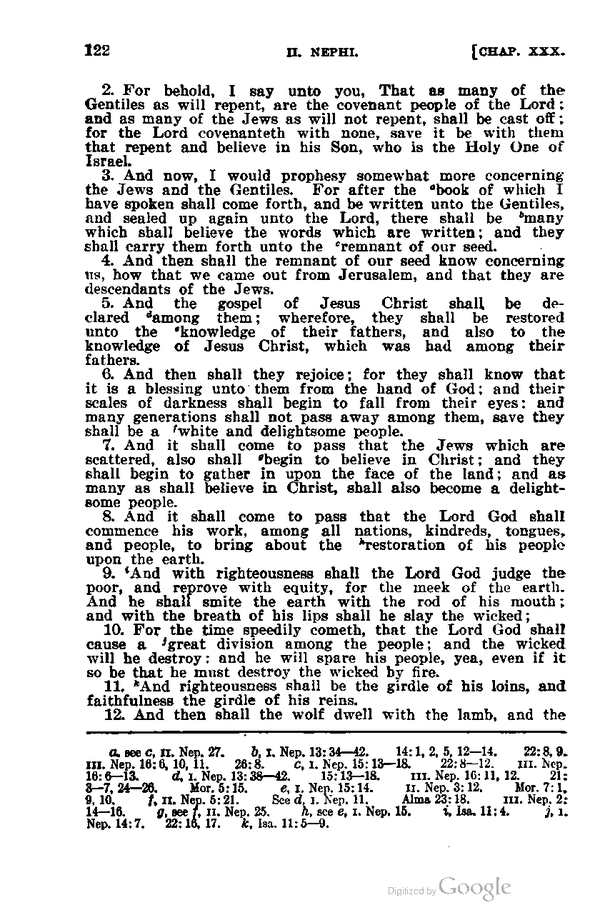 122 II. NEPHI. [CHAP. XXX.
2. For behold, I say unto you, That as many of the
Gentiles as will repent, are the covenant people of the Lord;
and as many of the Jews as will not repent, shall be cast off;
for the Lord covenanteth with none, save it be with them
that repent and believe in his Son, who is the Holy One of
Israel.
3. And now, I would prophesy somewhat more concerning
the Jews and the Gentiles. For after the ᵃbook of which I
have spoken shall come forth, and be written unto the Gentiles,
and sealed up again unto the Lord, there shall be ᵇmany
which shall believe the words which are written; and they
shall carry them forth unto the ᶜremnant of our seed.
4. And then shall the remnant of our seed know concerning
us, how that we came out from Jerusalem, and that they are
descendants of the Jews.
5. And the gospel of Jesus Christ shall be de-
clared ᵈamong them; wherefore, they shall be restored
unto the ᵉknowledge of their fathers, and also to the
knowledge of Jesus Christ, which was had among their
fathers.
6. And then shall they rejoice; for they shall know that
it is a blessing unto them from the hand of God; and their
scales of darkness shall begin to fall from their eyes: and
many generations shall not pass away among them, save they
shall be a ᶠwhite and delightsome people.
7. And it shall come to pass that the Jews which are
scattered, also shall ᵍbegin to believe in Christ; and they
shall begin to gather in upon the face of the land; and as
many as shall believe in Christ, shall also become a delight-
some people.
8. And it shall come to pass that the Lord God shall
commence his work, among all nations, kindreds, tongues,
and people, to bring about the ʰrestoration of his people
upon the earth.
9. ⁱAnd with righteousness shall the Lord God judge the
poor, and reprove with equity, for the meek of the earth.
And he shall smite the earth with the rod of his mouth;
and with the breath of his lips shall he slay the wicked;
10. For the time speedily cometh, that the Lord God shall
cause a ʲgreat division among the people; and the wicked
will he destroy: and he will spare his people, yea, even if it
so be that he must destroy the wicked by fire.
11. ᵏAnd righteousness shall be the girdle of his loins, and
faithfulness the girdle of his reins.
12. And then shall the wolf dwell with the lamb, and the
a, see c, II. Nep. 27. b, I. Nep. 13:34–42. 14:1, 2, 5, 12–14. 22:8, 9.
III. Nep. 16:6, 10, 11. 26:8. c, I. Nep. 15:13–18. 22:8–12. III. Nep.
16:6–13. d, I. Nep. 13:38–42. 15:13–18. III. Nep. 16:11, 12. 21:
3–7, 24–26. Mor. 5:15. e, I. Nep. 15:14. II. Nep. 3:12. Mor. 7:1,
9, 10. f, II. Nep. 5:21. See d, I. Nep. 11. Alma 23:18. III. Nep. 2:
14–16. g, see f, II. Nep. 25. h, see e, I. Nep. 15. i, Isa. 11:4. j, I.
Nep. 14:7. 22:16, 17. k, Isa. 11:5–9.
Digitized by Google